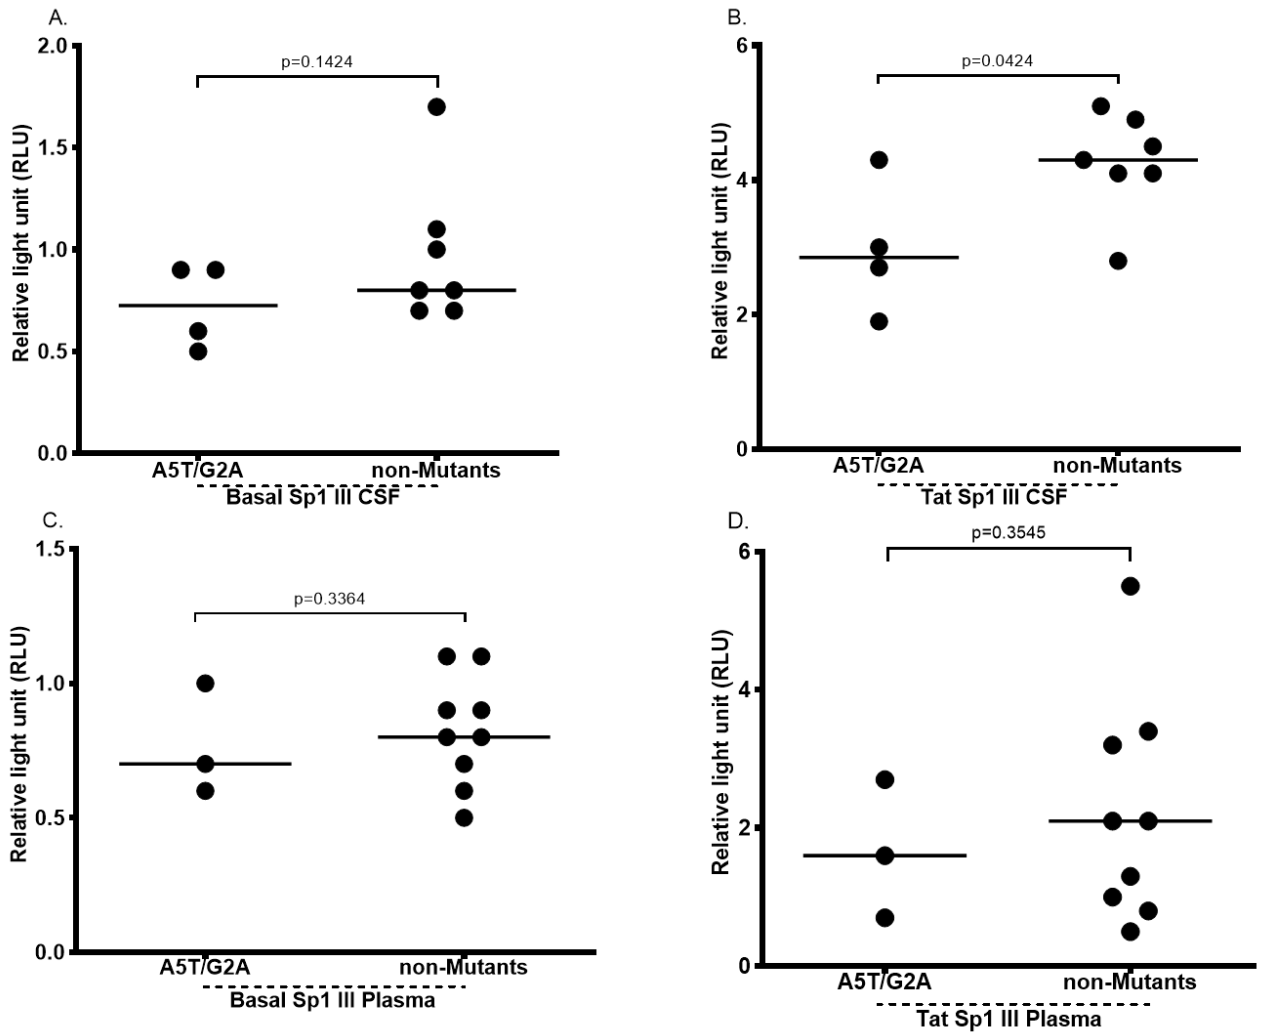 A.
2.0
1.5
1.0
0.5
0.0
Relative light unit (RLU)
p=0.1424
A5T/G2A non-Mutants
Basal Sp1 III CSF
B.
6
4
2
0
Relative light unit (RLU)
p=0.0424
A5T/G2A non-Mutants
Tat Sp1 III CSF
C.
1.5
1.0
0.5
0.0
Relative light unit (RLU)
p=0.3364
A5T/G2A non-Mutants
Basal Sp1 III Plasma
D.
6
4
2
0
Relative light unit (RLU)
p=0.3545
A5T/G2A non-Mutants
Tat Sp1 III Plasma